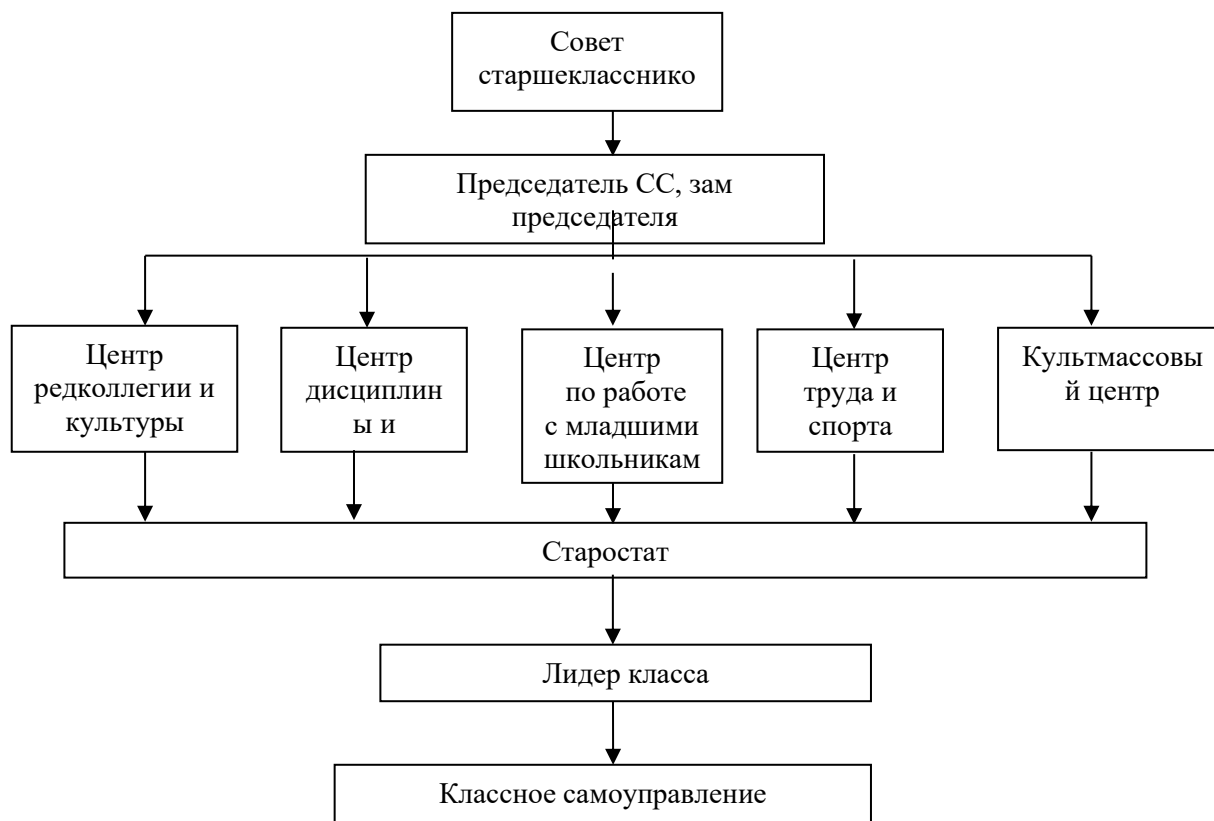 Совет
старшекласснико
Председатель СС, зам
председателя
Центр
редколлегии и
культуры
Центр
дисциплин
ы и
Центр
по работе
с младшими
школьникам
Центр
труда и
спорта
Культмассовы
й центр
Старостат
Лидер класса
Классное самоуправление